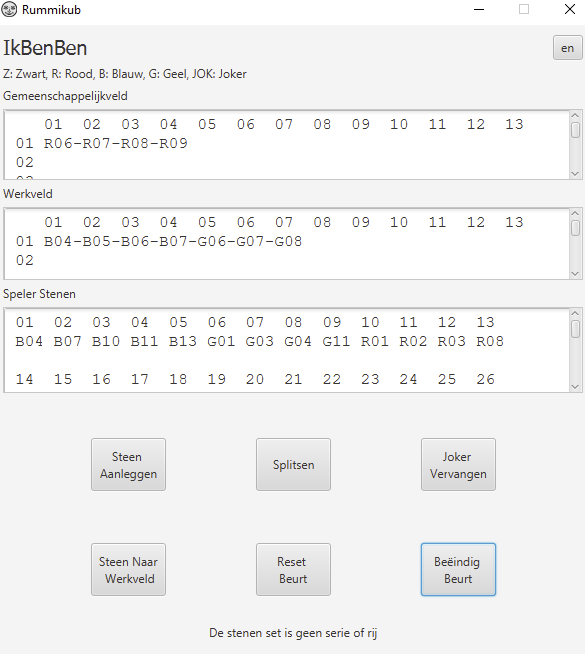 Rummikub
IkBenBen
en
Z: Zwart, R: Rood, B: Blauw, G: Geel, JOK: Joker
Gemeenschappelijkveld
01 02 03 04 05 06 07 08 09 10 11 12 13
01 R06-R07-R08-R09
02
Werkveld
01 02 03 04 05 06 07 08 09 10 11 12 13
01 B04-B05-B06-B07-G06-G07-G08
02
Speler Stenen
01 02 03 04 05 06 07 08 09 10 11 12 13
B04 B07 B10 B11 B13 G01 G03 G04 G11 R01 R02 R03 R08
14 15 16 17 18 19 20 21 22 23 24 25 26
Steen Aanleggen
Splitsen
Joker Vervangen
Steen Naar Werkveld
Reset Beurt
Beëindig Beurt
De stenen set is geen serie of rij